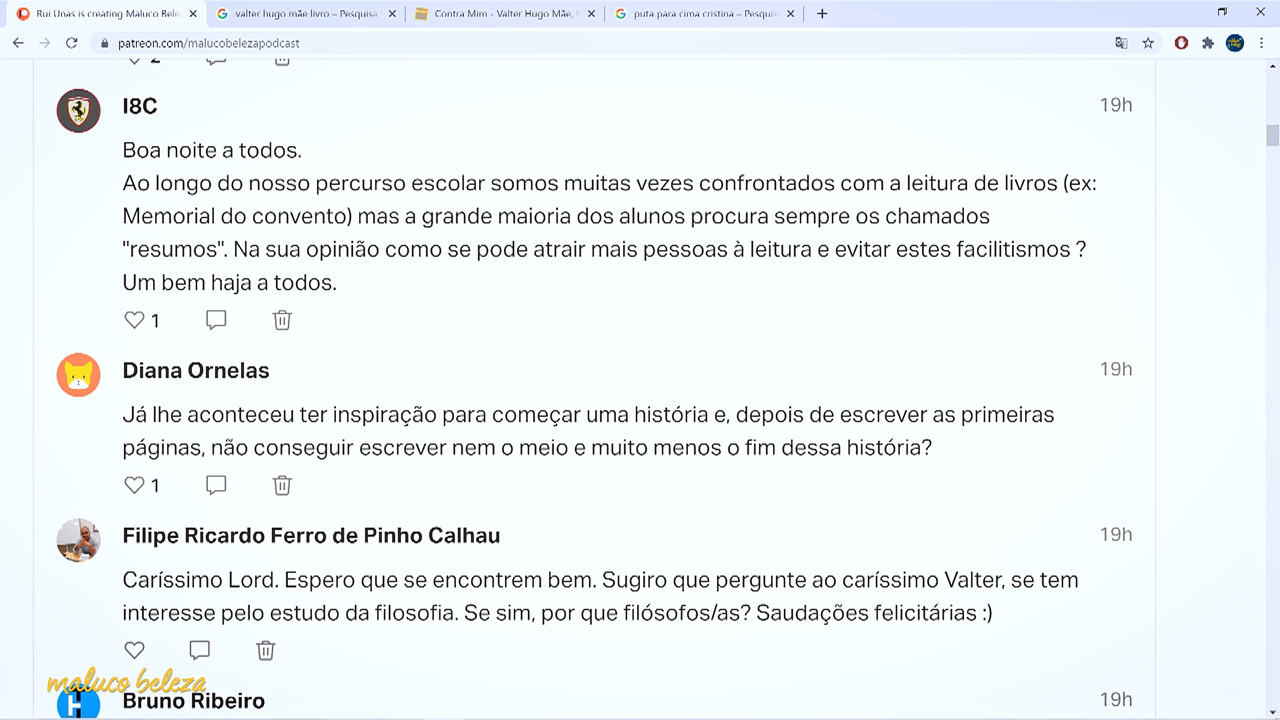 Rui Unas is creating Maluco Bele
valter hugo mãe livro – Pesquisa
Contra Mim - Valter Hugo Mãe,
puta para cima cristina – Pesquis
patreon.com/malucobelezapodcast
2
I8C
19h
Boa noite a todos.
Ao longo do nosso percurso escolar somos muitas vezes confrontados com a leitura de livros (ex:
Memorial do convento) mas a grande maioria dos alunos procura sempre os chamados
"resumos". Na sua opinião como se pode atrair mais pessoas à leitura e evitar estes facilitismos ?
Um bem haja a todos.
1
Diana Ornelas
19h
Já lhe aconteceu ter inspiração para começar uma história e, depois de escrever as primeiras
páginas, não conseguir escrever nem o meio e muito menos o fim dessa história?
1
Filipe Ricardo Ferro de Pinho Calhau
19h
Caríssimo Lord. Espero que se encontrem bem. Sugiro que pergunte ao caríssimo Valter, se tem
interesse pelo estudo da filosofia. Se sim, por que filósofos/as? Saudações felicitárias :)
maluco beleza
Bruno Ribeiro
19h